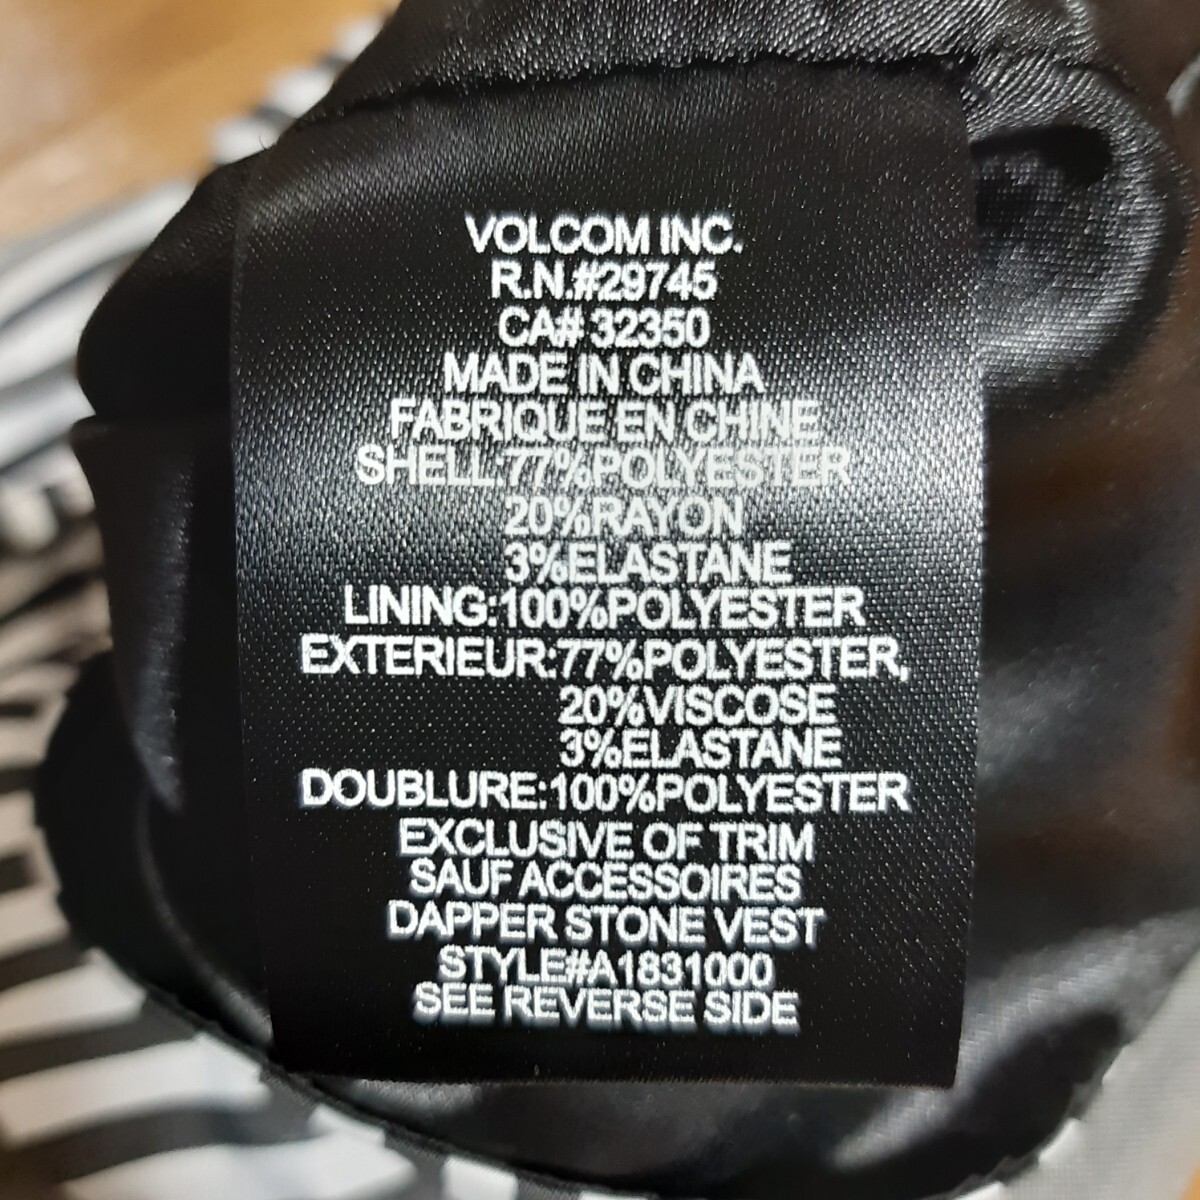 VOLCOM INC.
R.N.#29745
CA# 32350
MADE IN CHINA
FABRIQUE EN CHINE
SHELL:77%POLYESTER
20%RAYON
3%ELASTANE
LINING:100%POLYESTER
EXTERIEUR:77%POLYESTER,
20%VISCOSE
3%ELASTANE
DOUBLURE:100%POLYESTER
EXCLUSIVE OF TRIM
SAUF ACCESSOIRES
DAPPER STONE VEST
STYLE#A1831000
SEE REVERSE SIDE